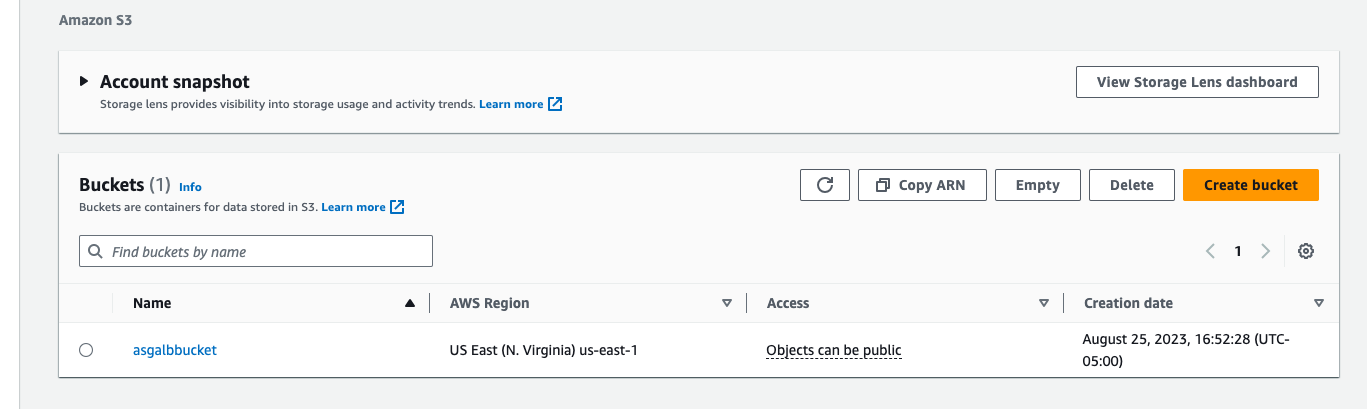 Amazon S3
Account snapshot
View Storage Lens dashboard
Storage lens provides visibility into storage usage and activity trends. Learn more
Buckets (1) Info
Copy ARN
Empty
Delete
Create bucket
Buckets are containers for data stored in S3. Learn more
Find buckets by name
1
Name AWS Region Access Creation date
asgalbbucket US East (N. Virginia) us-east-1 Objects can be public August 25, 2023, 16:52:28 (UTC-
05:00)